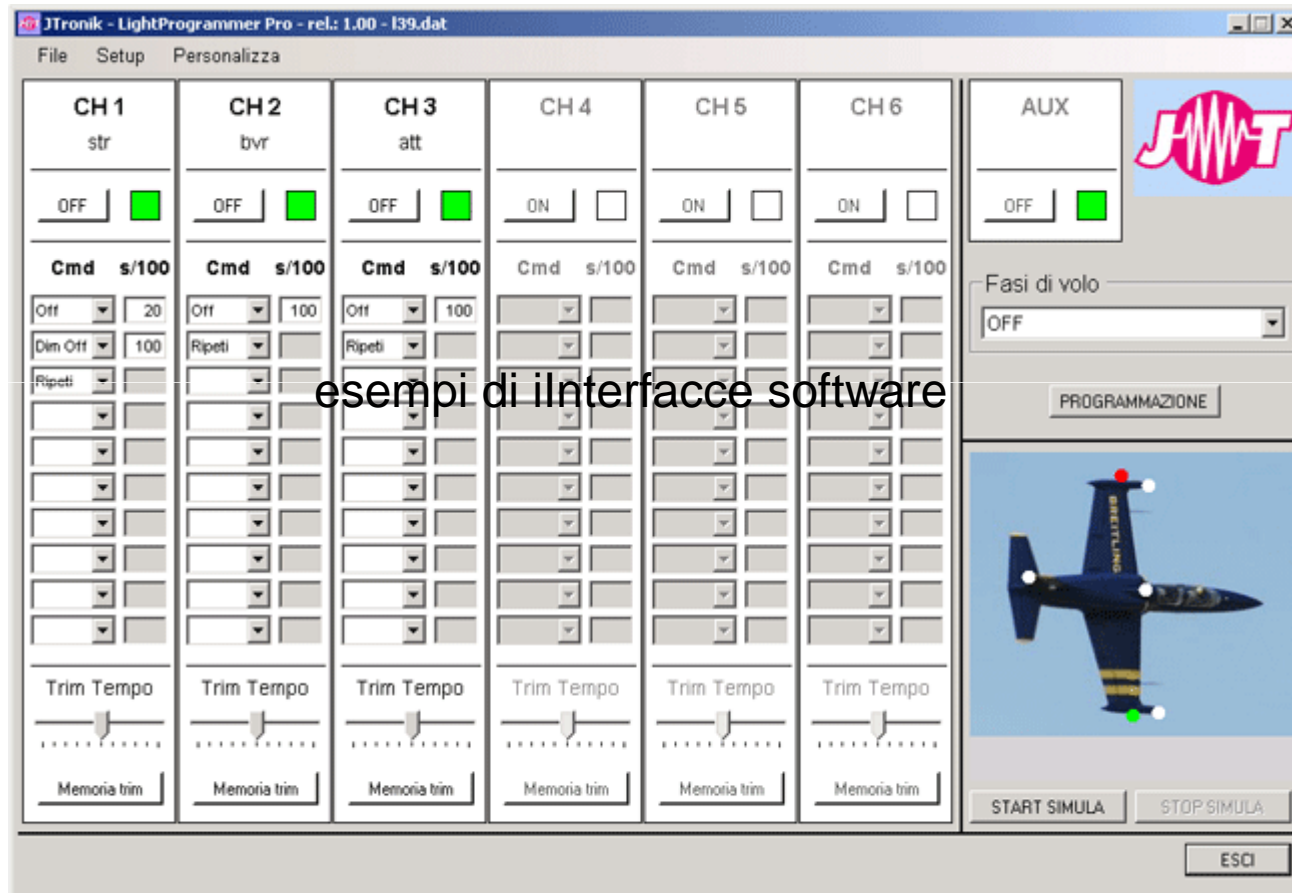 JTronik - LightProgrammer Pro - rel.: 1.00 - l39.dat
File Setup Personalizza
CH 1
str
OFF
Cmd s/100
Off 20
Dim Off 100
Ripeti
Trim Tempo
Memoria trim
CH 2
bvr
OFF
Cmd s/100
Off 100
Ripeti
Trim Tempo
Memoria trim
CH 3
att
OFF
Cmd s/100
Off 100
Ripeti
Trim Tempo
Memoria trim
CH 4
ON
Cmd s/100
Trim Tempo
Memoria trim
CH 5
ON
Cmd s/100
Trim Tempo
Memoria trim
CH 6
ON
Cmd s/100
Trim Tempo
Memoria trim
esempi di iInterfacce software
AUX
OFF
JT
Fasi di volo
OFF
PROGRAMMAZIONE
BREITLING
START SIMULA STOP SIMULA
ESCI